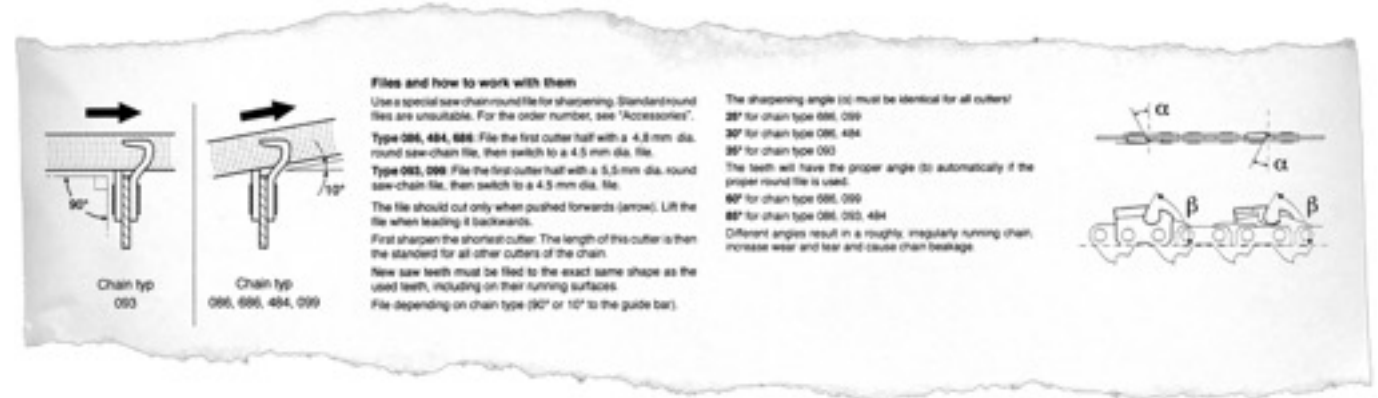 90°
Chain typ
093
10°
Chain typ
086, 686, 484, 099
Files and how to work with them
Use a special saw chain round file for sharpening. Standard round
files are unsuitable. For the order number, see "Accessories".
Type 086, 484, 686: File the first cutter half with a 4,8 mm dia.
round saw-chain file, then switch to a 4.5 mm dia. file.
Type 093, 099: File the first cutter half with a 5,5 mm dia. round
saw-chain file, then switch to a 4.5 mm dia. file.
The file should cut only when pushed forwards (arrow). Lift the
file when leading it backwards.
First sharpen the shortest cutter. The length of this cutter is then
the standerd for all other cutters of the chain.
New saw teeth must be filed to the exact same shape as the
used teeth, including on their running surfaces.
File depending on chain type (90° or 10° to the guide bar).
The sharpening angle (α) must be identical for all cutters!
25° for chain type 686, 099
30° for chain type 086, 484
35° for chain type 093
The teeth will have the proper angle (b) automatically if the
proper round file is used.
60° for chain type 686, 099
85° for chain type 086, 093, 484
Different angles result in a roughly, irregularly running chain,
increase wear and tear and cause chain beakage.
α
α
β
β